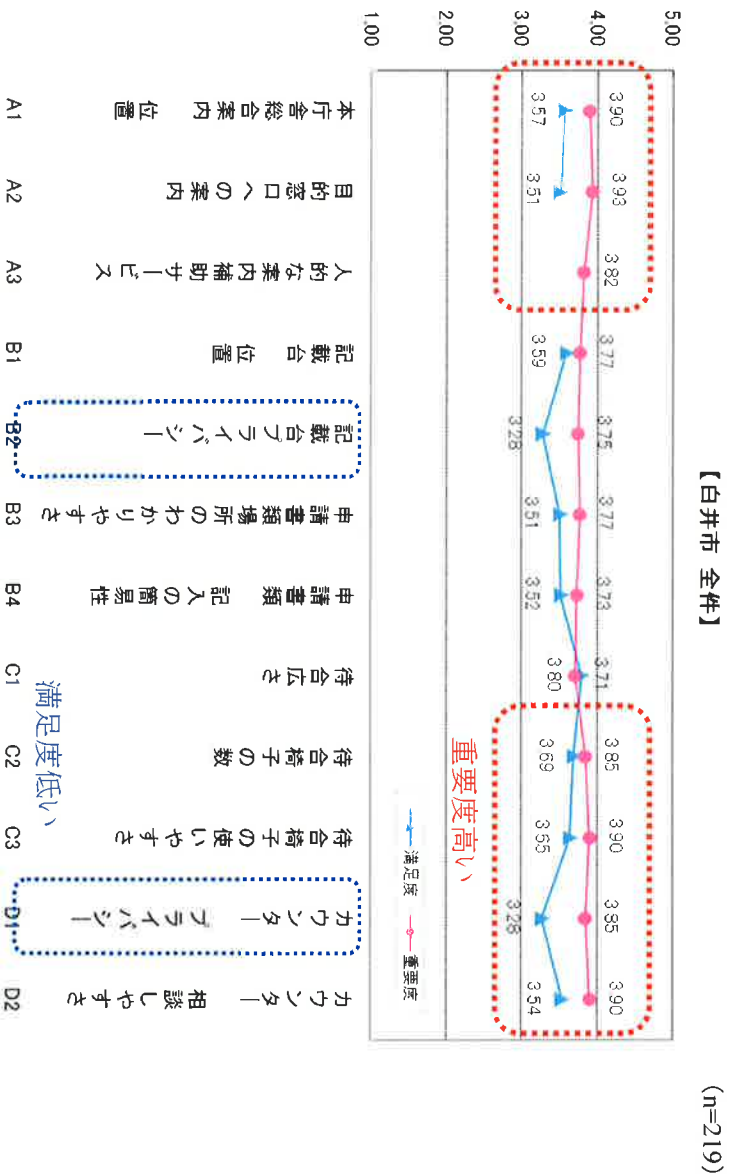 【白井市 全件】
(n=219)
5.00
4.00
3.00
2.00
1.00
3.90
3.93
3.82
3.77
3.75
3.77
3.73
3.71
3.85
3.90
3.85
3.90
3.57
3.51
3.59
3.28
3.51
3.52
3.80
3.69
3.65
3.28
3.54
重要度高い
満足度
重要度
本庁舎総合案内 位置
目的窓口への案内
人的な案内補助サービス
記載台 位置
記載台プライバシー
申請書類場所のわかりやすさ
申請書類 記入の簡易性
待合広さ
待合椅子の数
待合椅子の使いやすさ
カウンター プライバシー
カウンター 相談しやすさ
満足度低い
A1
A2
A3
B1
B2
B3
B4
C1
C2
C3
D1
D2